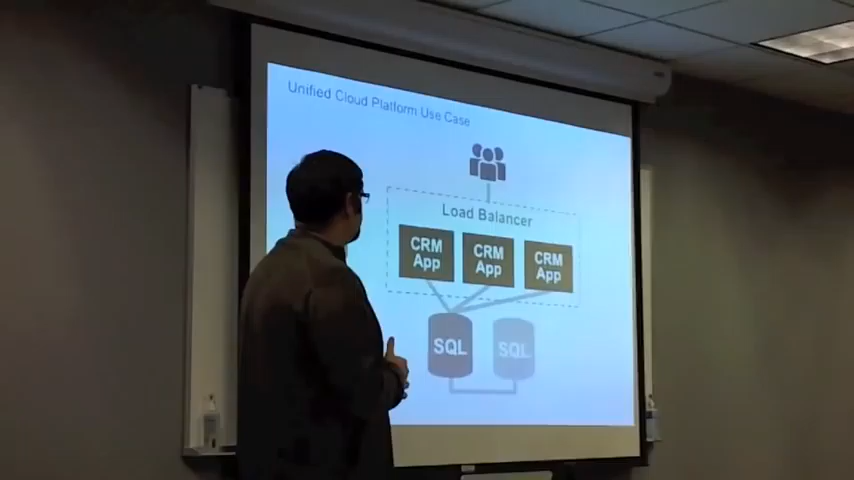 Unified Cloud Platform Use Case
Load Balancer
CRM
App
CRM
App
CRM
App
SQL
SQL